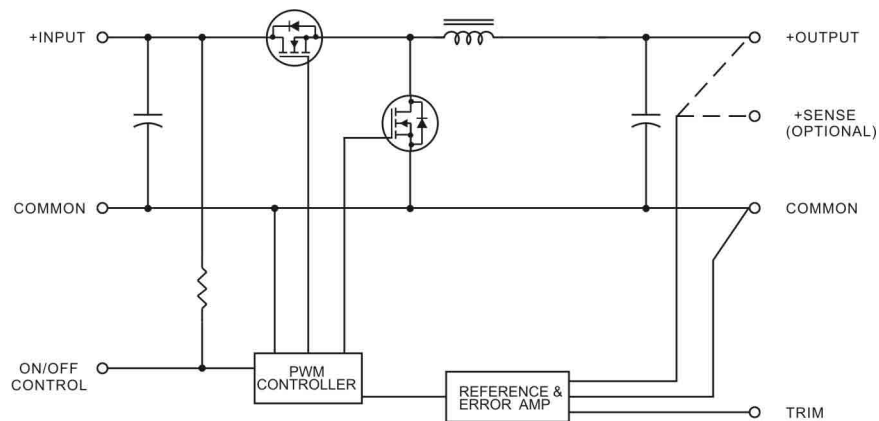 +INPUT
+OUTPUT
+SENSE
(OPTIONAL)
COMMON
COMMON
ON/OFF
CONTROL
PWM
CONTROLLER
REFERENCE &
ERROR AMP
TRIM